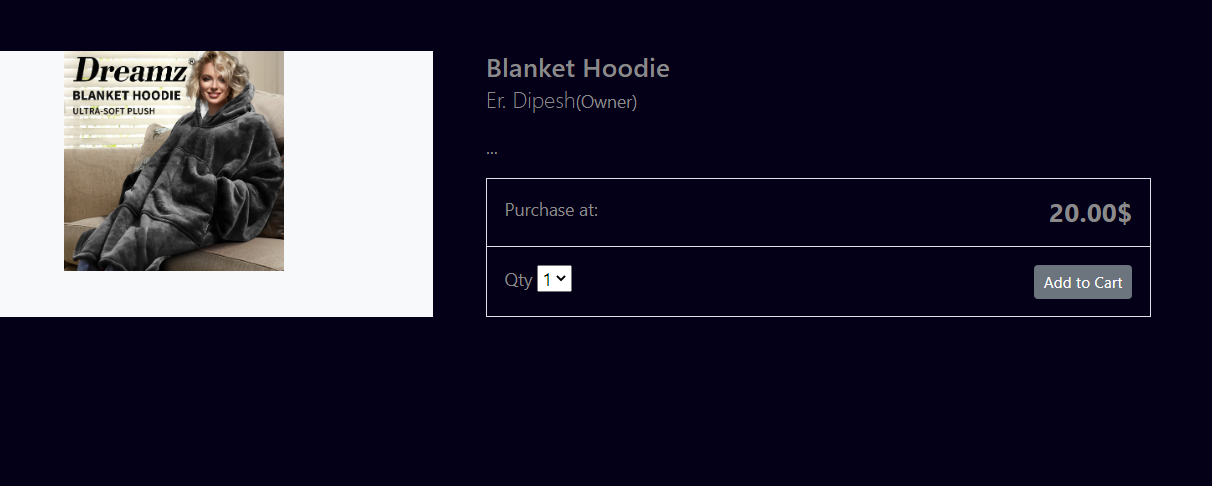 Dreamz®
BLANKET HOODIE
ULTRA-SOFT PLUSH
Blanket Hoodie
Er. Dipesh(Owner)
...
Purchase at:
20.00$
Qty 1
Add to Cart